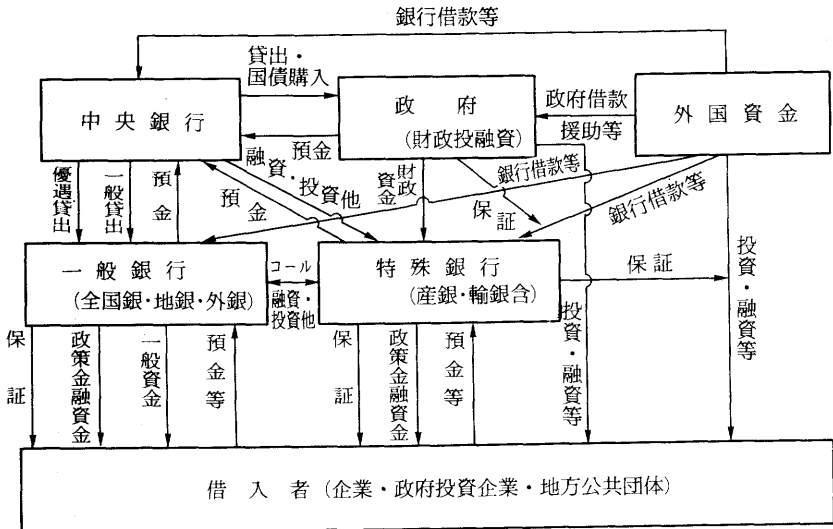 銀行借款等
貸出・
国債購入
中央銀行
政府
(財政投融資)
政府借款
援助等
外国資金
預金
優遇貸出
一般貸出
預金
融資・投資他
預金
財政
資金
保証
銀行借款等
銀行借款等
一般銀行
(全国銀・地銀・外銀)
コール
融資・
投資他
特殊銀行
(産銀・輸銀含)
保証
投資・融資等
投資・融資等
保証
政策金融資金
一般資金
預金等
保証
政策金融資金
預金等
借入者(企業・政府投資企業・地方公共団体)